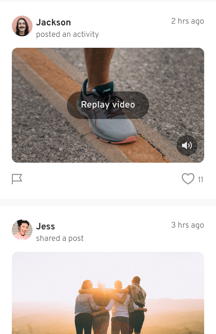 Jackson
2 hrs ago
posted an activity
Replay video
11
Jess
3 hrs ago
shared a post